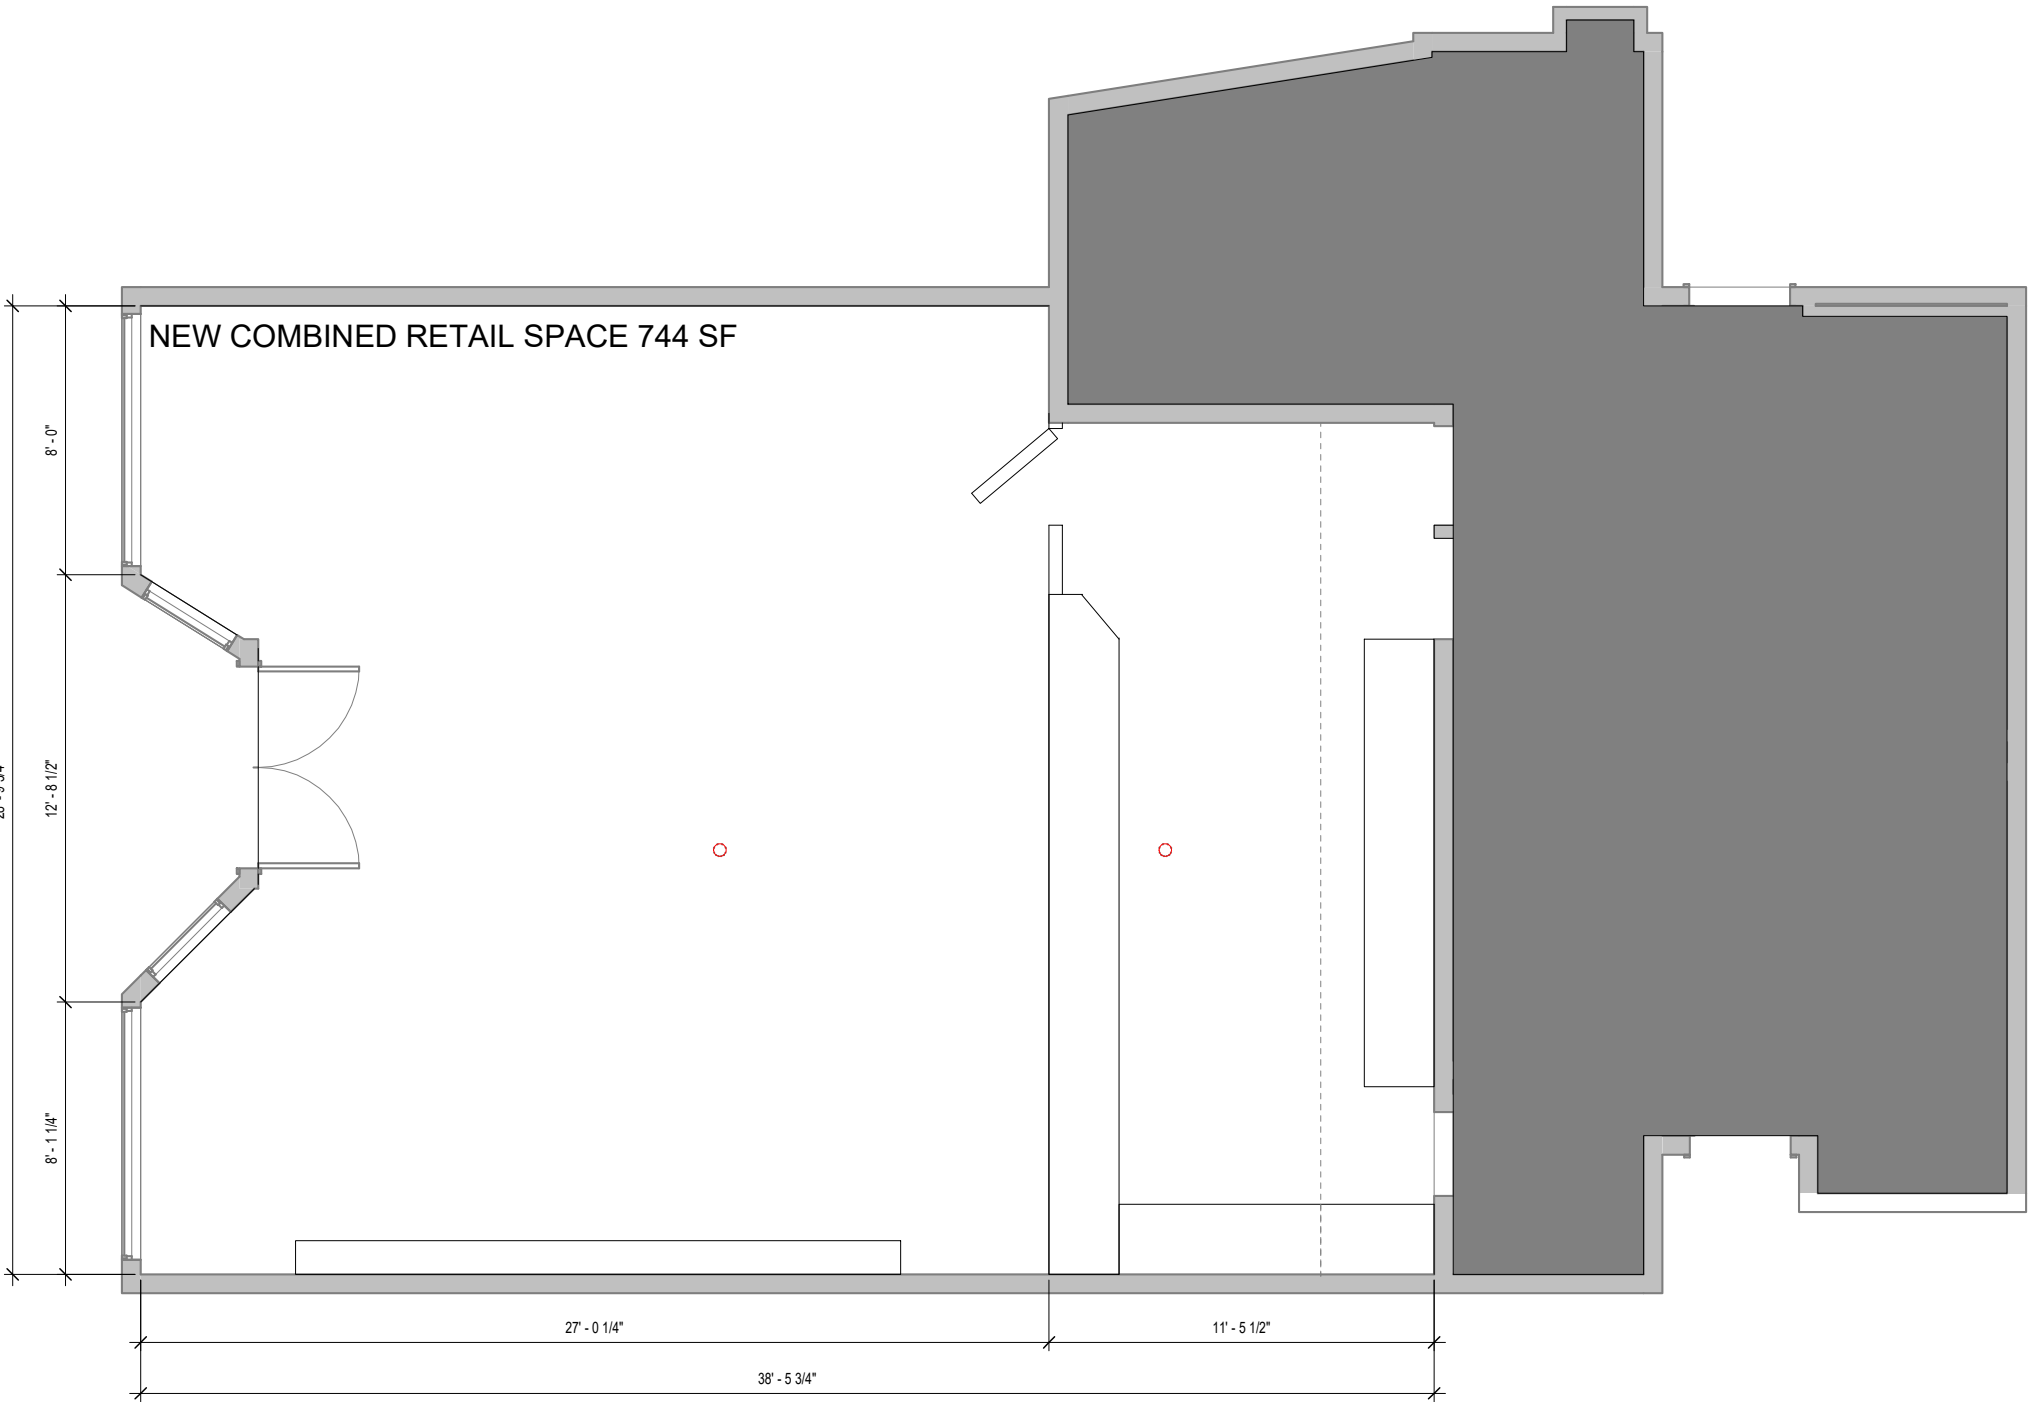 NEW COMBINED RETAIL SPACE 744 SF
8' - 0"
12' - 8 1/2"
8' - 1 1/4"
27' - 0 1/4"
11' - 5 1/2"
38' - 5 3/4"